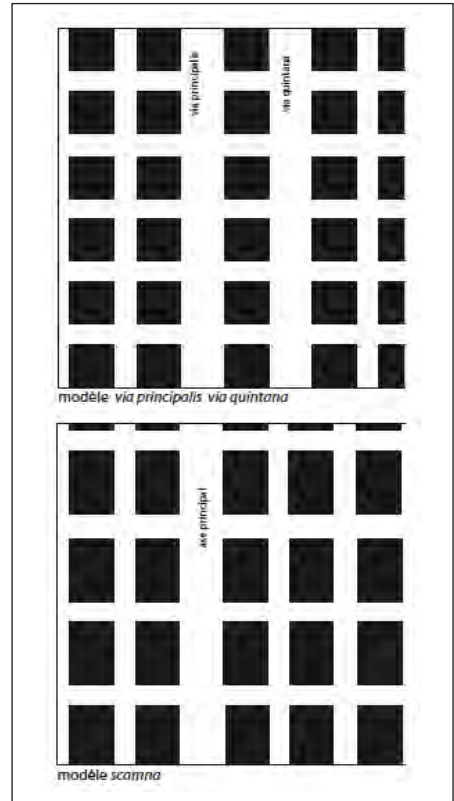 via principalis
via quintana
modèle via principalis via quintana
axe principal
modèle scamna